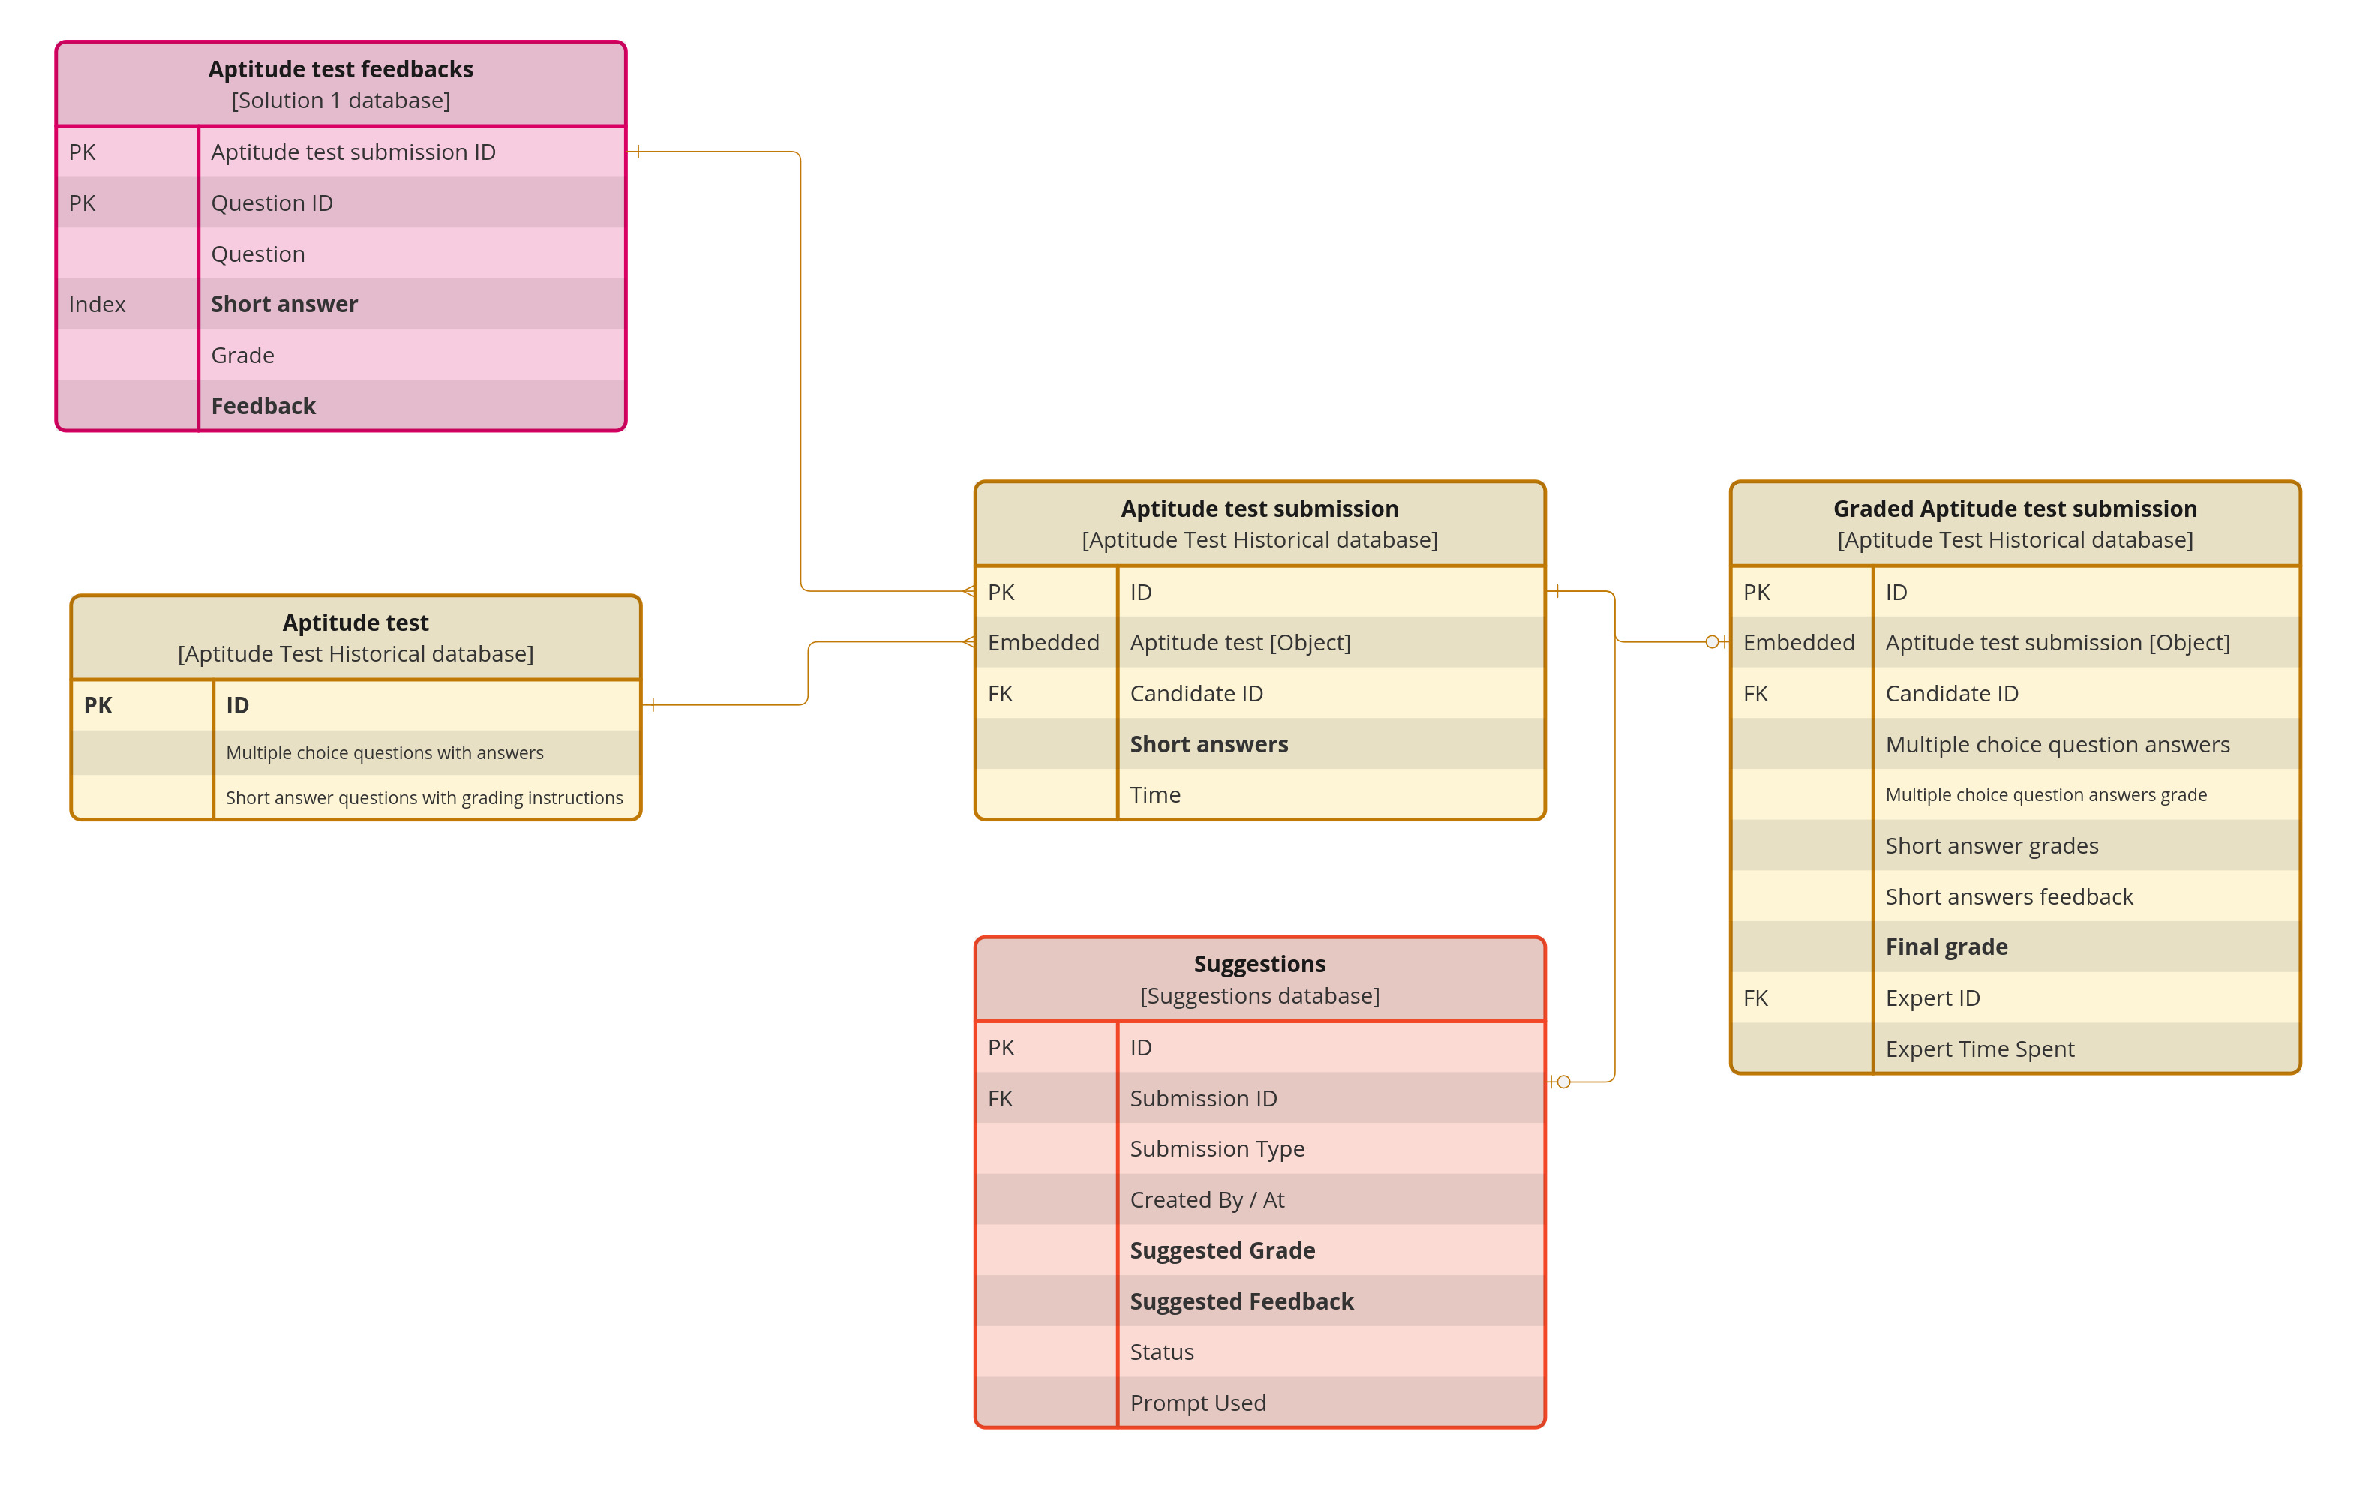 Aptitude test feedbacks
[Solution 1 database]
PK Aptitude test submission ID
PK Question ID
Question
Index Short answer
Grade
Feedback
Aptitude test
[Aptitude Test Historical database]
PK ID
Multiple choice questions with answers
Short answer questions with grading instructions
Aptitude test submission
[Aptitude Test Historical database]
PK ID
Embedded Aptitude test [Object]
FK Candidate ID
Short answers
Time
Suggestions
[Suggestions database]
PK ID
FK Submission ID
Submission Type
Created By / At
Suggested Grade
Suggested Feedback
Status
Prompt Used
Graded Aptitude test submission
[Aptitude Test Historical database]
PK ID
Embedded Aptitude test submission [Object]
FK Candidate ID
Multiple choice question answers
Multiple choice question answers grade
Short answer grades
Short answers feedback
Final grade
FK Expert ID
Expert Time Spent